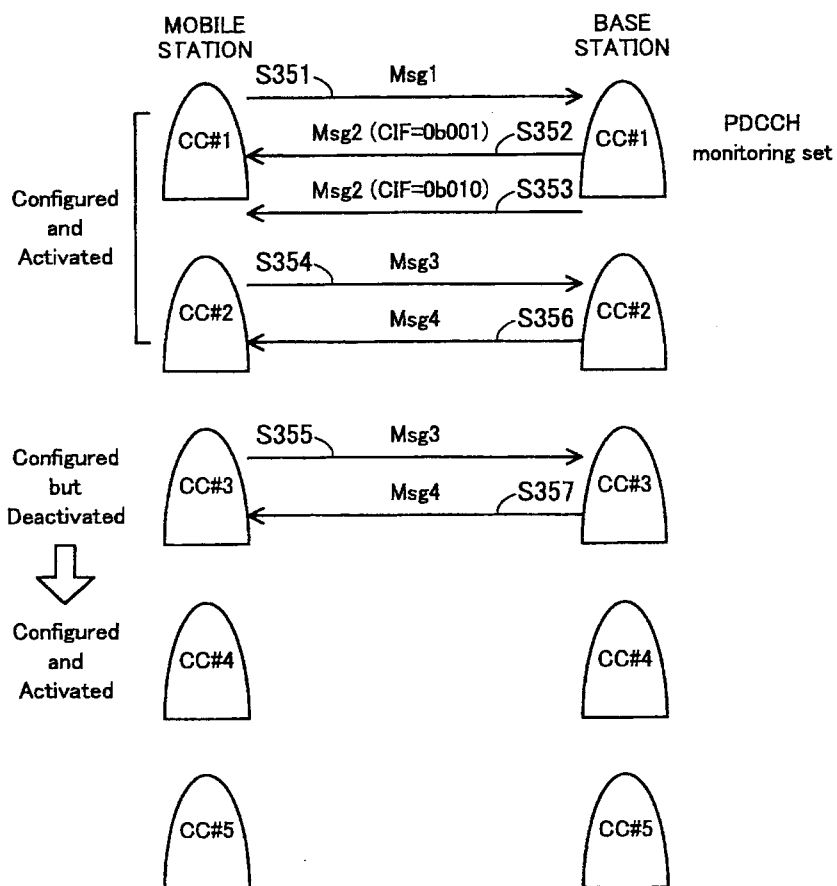 MOBILE
STATION
BASE
STATION
S351
Msg1
CC#1
Msg2 (CIF=0b001)
S352
CC#1
PDCCH
monitoring set
Msg2 (CIF=0b010)
S353
Configured
and
Activated
S354
Msg3
CC#2
Msg4
S356
CC#2
S355
Msg3
Configured
but
Deactivated
CC#3
Msg4
S357
CC#3
Configured
and
Activated
CC#4
CC#4
CC#5
CC#5